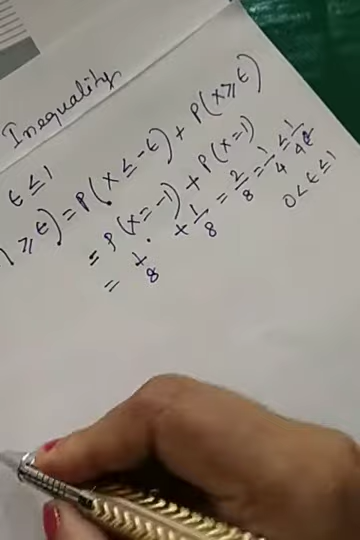 Inequality
ϵ ≤ 1
| ≥ ϵ) = P(X ≤ -ϵ) + P(X ≥ ϵ)
= P(X = -1) + P(X = 1)
= 1/8 + 1/8 = 2/8 = 1/4 ≤ 1/4ϵ
0 < ϵ ≤ 1